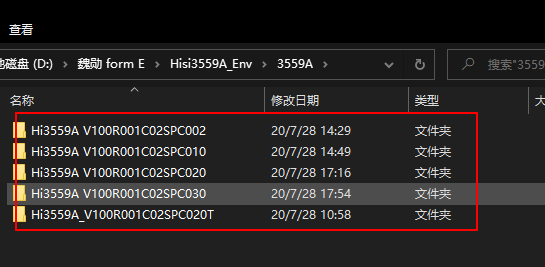 查看
磁盘 (D:) › 魏勋 form E › Hisi3559A_Env › 3559A › 搜索"3559
名称 修改日期 类型 大
Hi3559A V100R001C02SPC002 20/7/28 14:29 文件夹
Hi3559A V100R001C02SPC010 20/7/28 14:49 文件夹
Hi3559A V100R001C02SPC020 20/7/28 17:16 文件夹
Hi3559A V100R001C02SPC030 20/7/28 17:54 文件夹
Hi3559A_V100R001C02SPC020T 20/7/28 10:58 文件夹